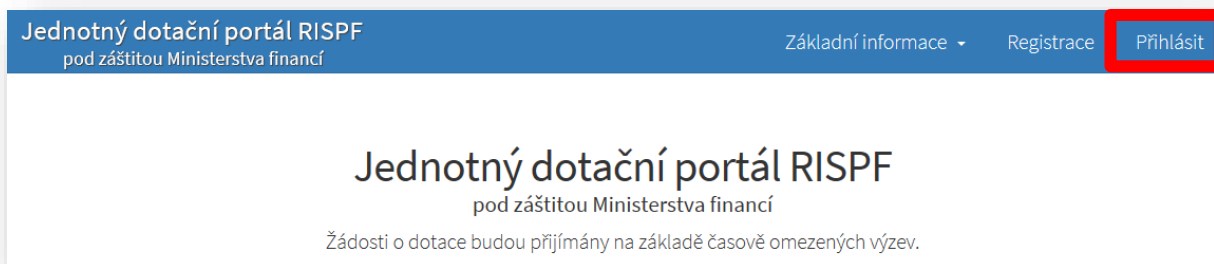 Jednotný dotační portál RISPF
pod záštitou Ministerstva financí
Základní informace Registrace Přihlásit
Jednotný dotační portál RISPF
pod záštitou Ministerstva financí
Žádosti o dotace budou přijímány na základě časově omezených výzev.